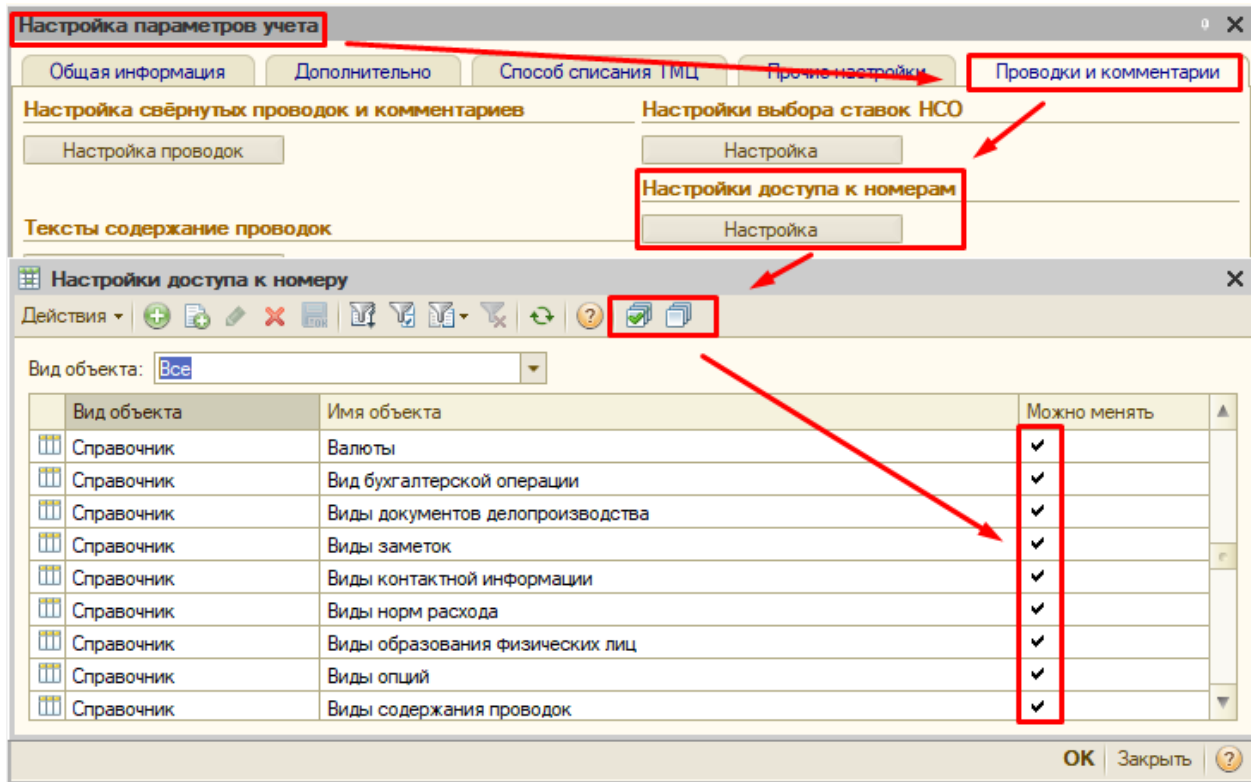 Настройка параметров учета
Общая информация Дополнительно Способ списания ТМЦ Прочие настройки Проводки и комментарии
Настройка свёрнутых проводок и комментариев Настройки выбора ставок НСО
Настройка проводок Настройка
Настройки доступа к номерам
Тексты содержание проводок Настройка
Настройки доступа к номеру
Действия
Вид объекта: Все
Вид объекта Имя объекта Можно менять
Справочник Валюты
Справочник Вид бухгалтерской операции
Справочник Виды документов делопроизводства
Справочник Виды заметок
Справочник Виды контактной информации
Справочник Виды норм расхода
Справочник Виды образования физических лиц
Справочник Виды опций
Справочник Виды содержания проводок
OK Закрыть